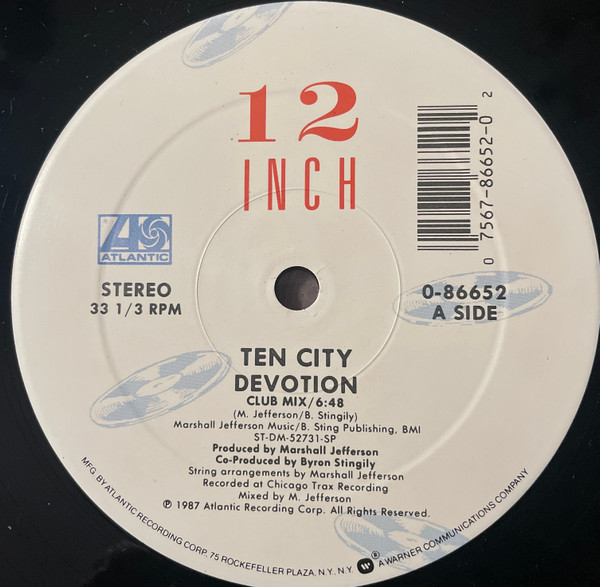 12
INCH
0 7567-86652-0 2
ATLANTIC
STEREO
33 1/3 RPM
0-86652
A SIDE
TEN CITY
DEVOTION
CLUB MIX/6:48
(M. Jefferson/B. Stingily)
Marshall Jefferson Music/B. Sting Publishing, BMI
ST-DM-52731-SP
Produced by Marshall Jefferson
Co-Produced by Byron Stingily
String arrangements by Marshall Jefferson
Recorded at Chicago Trax Recording
Mixed by M. Jefferson
℗ 1987 Atlantic Recording Corp. All Rights Reserved.
MFG. BY ATLANTIC RECORDING CORP., 75 ROCKEFELLER PLAZA, N.Y., N.Y. ® A WARNER COMMUNICATIONS COMPANY